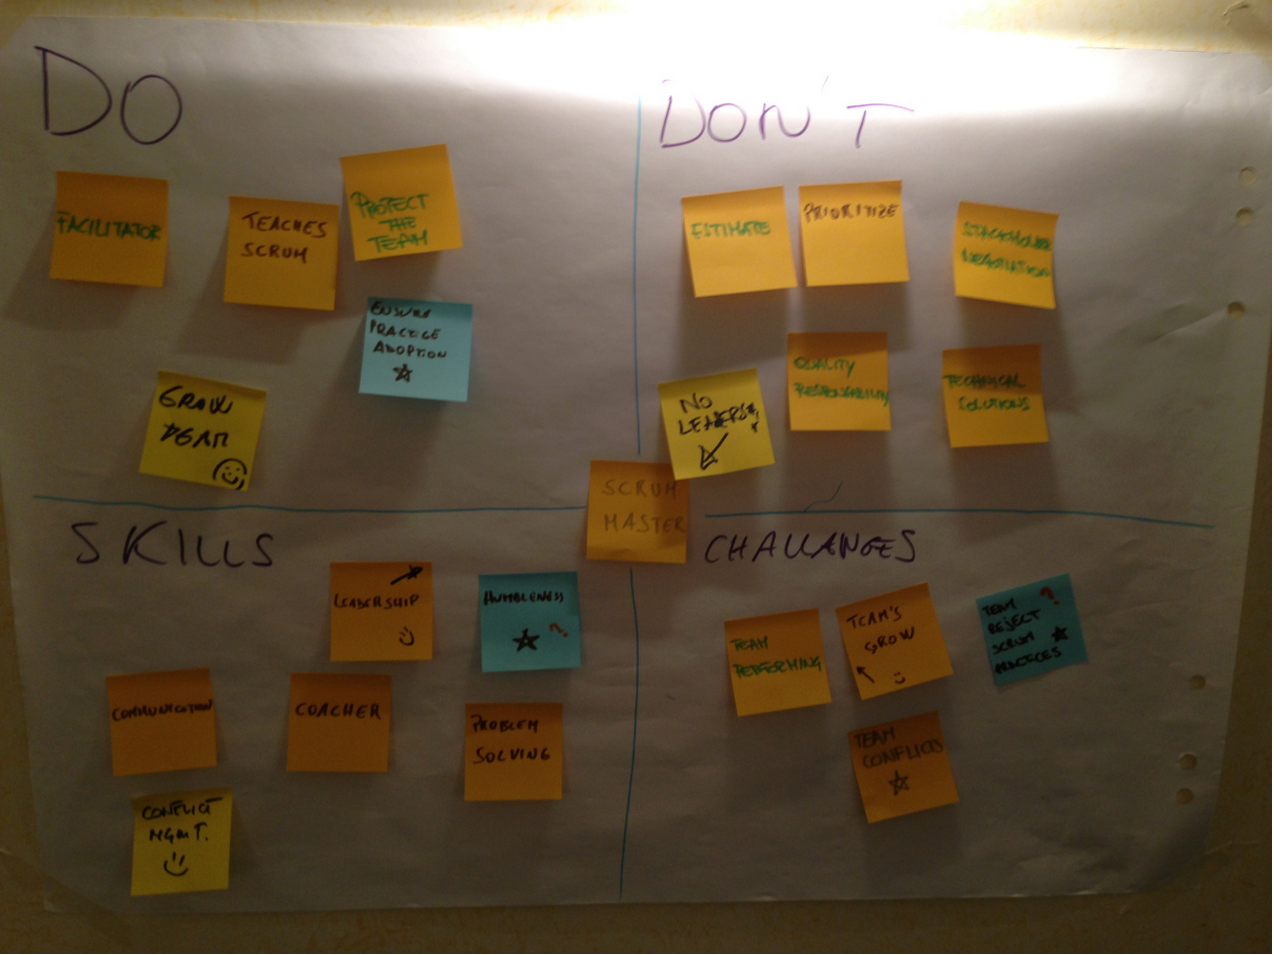 DO
FACILITATOR
TEACHES
SCRUM
PROTECT
THE
TEAM
ENSURE
PRACTICE
ADOPTION
GROW
TEAM
DON'T
ESTIMATE
PRIORITIZE
NEGOTIATION
QUALITY
RESPONSABILITY
TECHNICAL
SOLUTIONS
NO
SCRUM
MASTER
SKILLS
LEADERSHIP
HUMBLENESS
?
COMMUNICATION
COACHER
PROBLEM
SOLVING
CONFLICT
MGMT.
CHALLANGES
TEAM
PERFORMING
TEAM'S
GROW
TEAM ?
REJECT
SCRUM
PRACTICES
TEAM
CONFLICTS